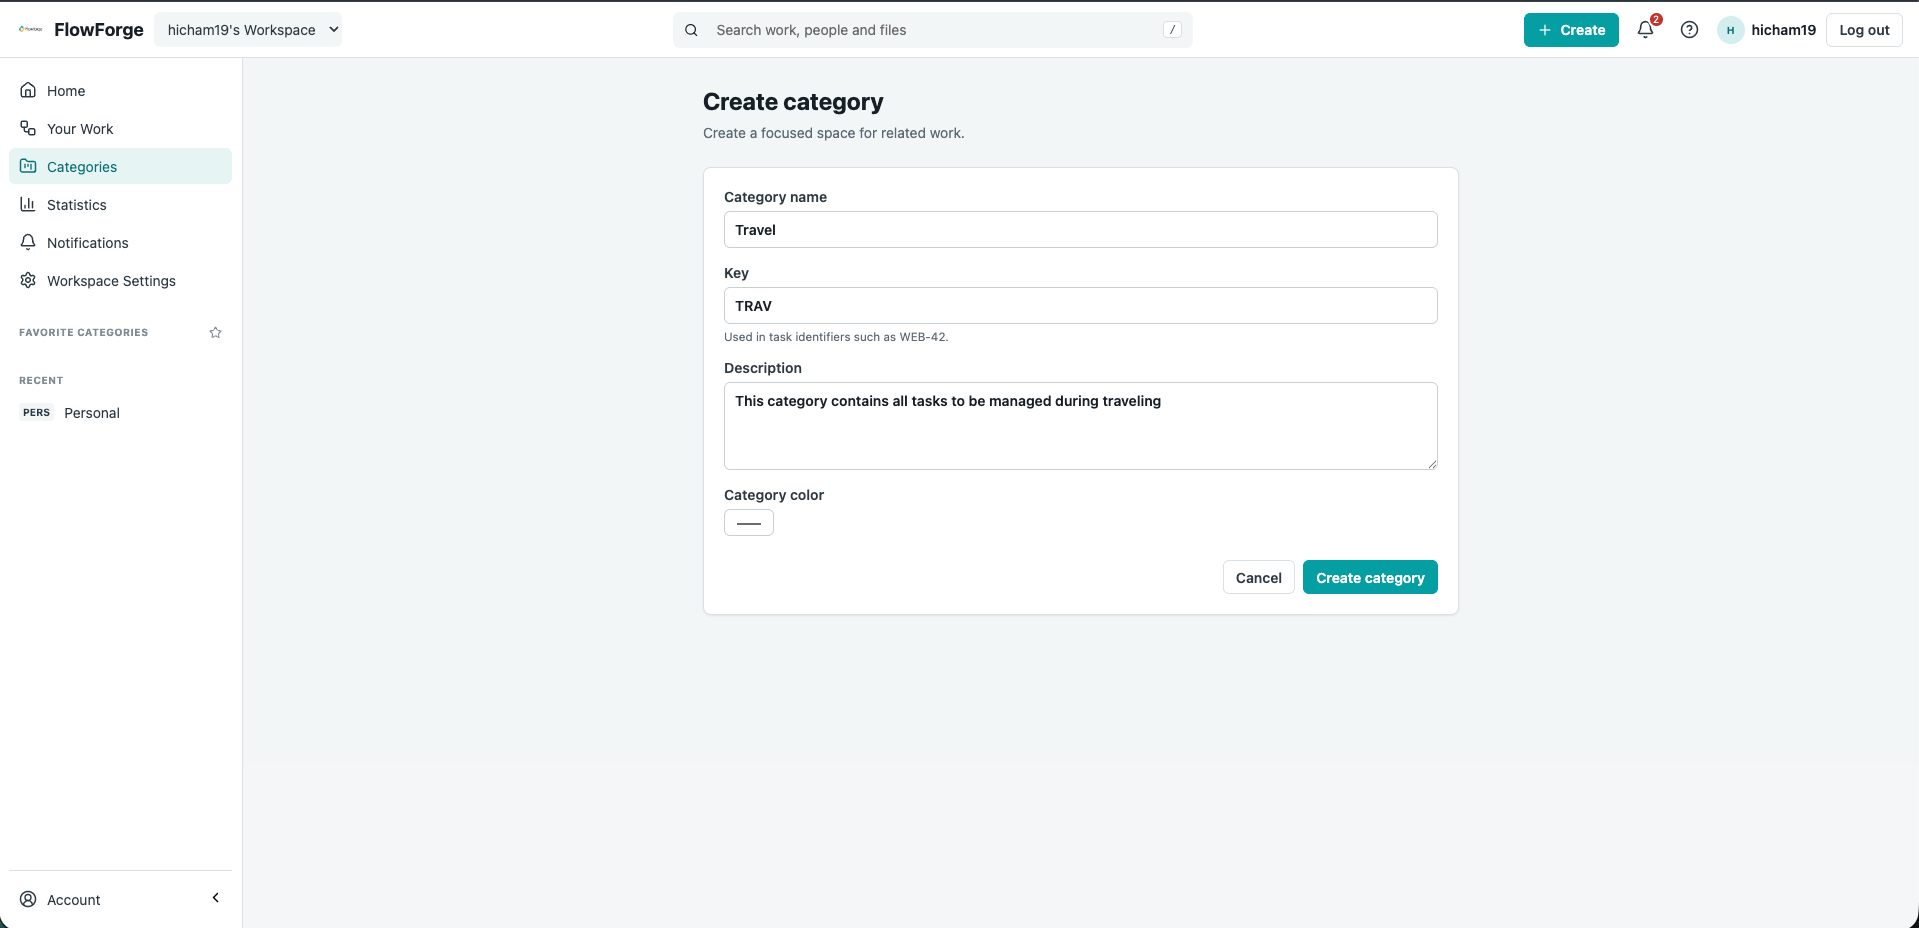 FlowForge
hicham19's Workspace
Search work, people and files
/
+ Create
2
H
hicham19
Log out
Home
Your Work
Categories
Statistics
Notifications
Workspace Settings
FAVORITE CATEGORIES
RECENT
PERS Personal
Account
Create category
Create a focused space for related work.
Category name
Travel
Key
TRAV
Used in task identifiers such as WEB-42.
Description
This category contains all tasks to be managed during traveling
Category color
Cancel
Create category